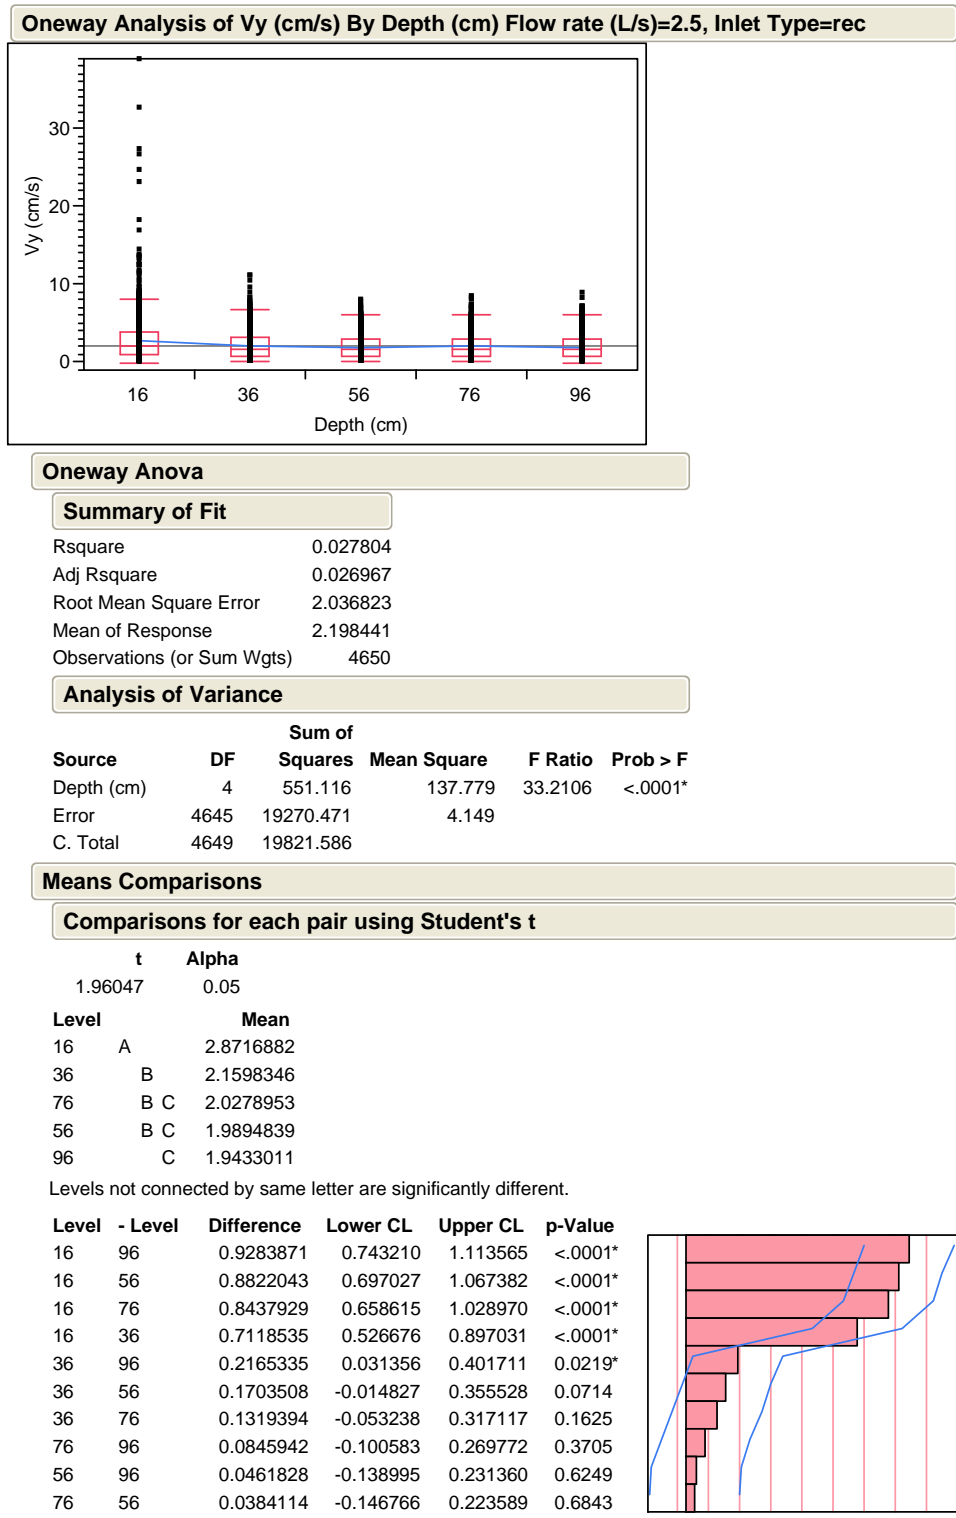 Oneway Analysis of Vy (cm/s) By Depth (cm) Flow rate (L/s)=2.5, Inlet Type=rec
30
20
10
0
Vy (cm/s)
16 36 56 76 96
Depth (cm)
Oneway Anova
Summary of Fit
Rsquare 0.027804
Adj Rsquare 0.026967
Root Mean Square Error 2.036823
Mean of Response 2.198441
Observations (or Sum Wgts) 4650
Analysis of Variance
Sum of
Source DF Squares Mean Square F Ratio Prob > F
Depth (cm) 4 551.116 137.779 33.2106 <.0001*
Error 4645 19270.471 4.149
C. Total 4649 19821.586
Means Comparisons
Comparisons for each pair using Student's t
t Alpha
1.96047 0.05
Level Mean
16 A 2.8716882
36 B 2.1598346
76 B C 2.0278953
56 B C 1.9894839
96 C 1.9433011
Levels not connected by same letter are significantly different.
Level - Level Difference Lower CL Upper CL p-Value
16 96 0.9283871 0.743210 1.113565 <.0001*
16 56 0.8822043 0.697027 1.067382 <.0001*
16 76 0.8437929 0.658615 1.028970 <.0001*
16 36 0.7118535 0.526676 0.897031 <.0001*
36 96 0.2165335 0.031356 0.401711 0.0219*
36 56 0.1703508 -0.014827 0.355528 0.0714
36 76 0.1319394 -0.053238 0.317117 0.1625
76 96 0.0845942 -0.100583 0.269772 0.3705
56 96 0.0461828 -0.138995 0.231360 0.6249
76 56 0.0384114 -0.146766 0.223589 0.6843